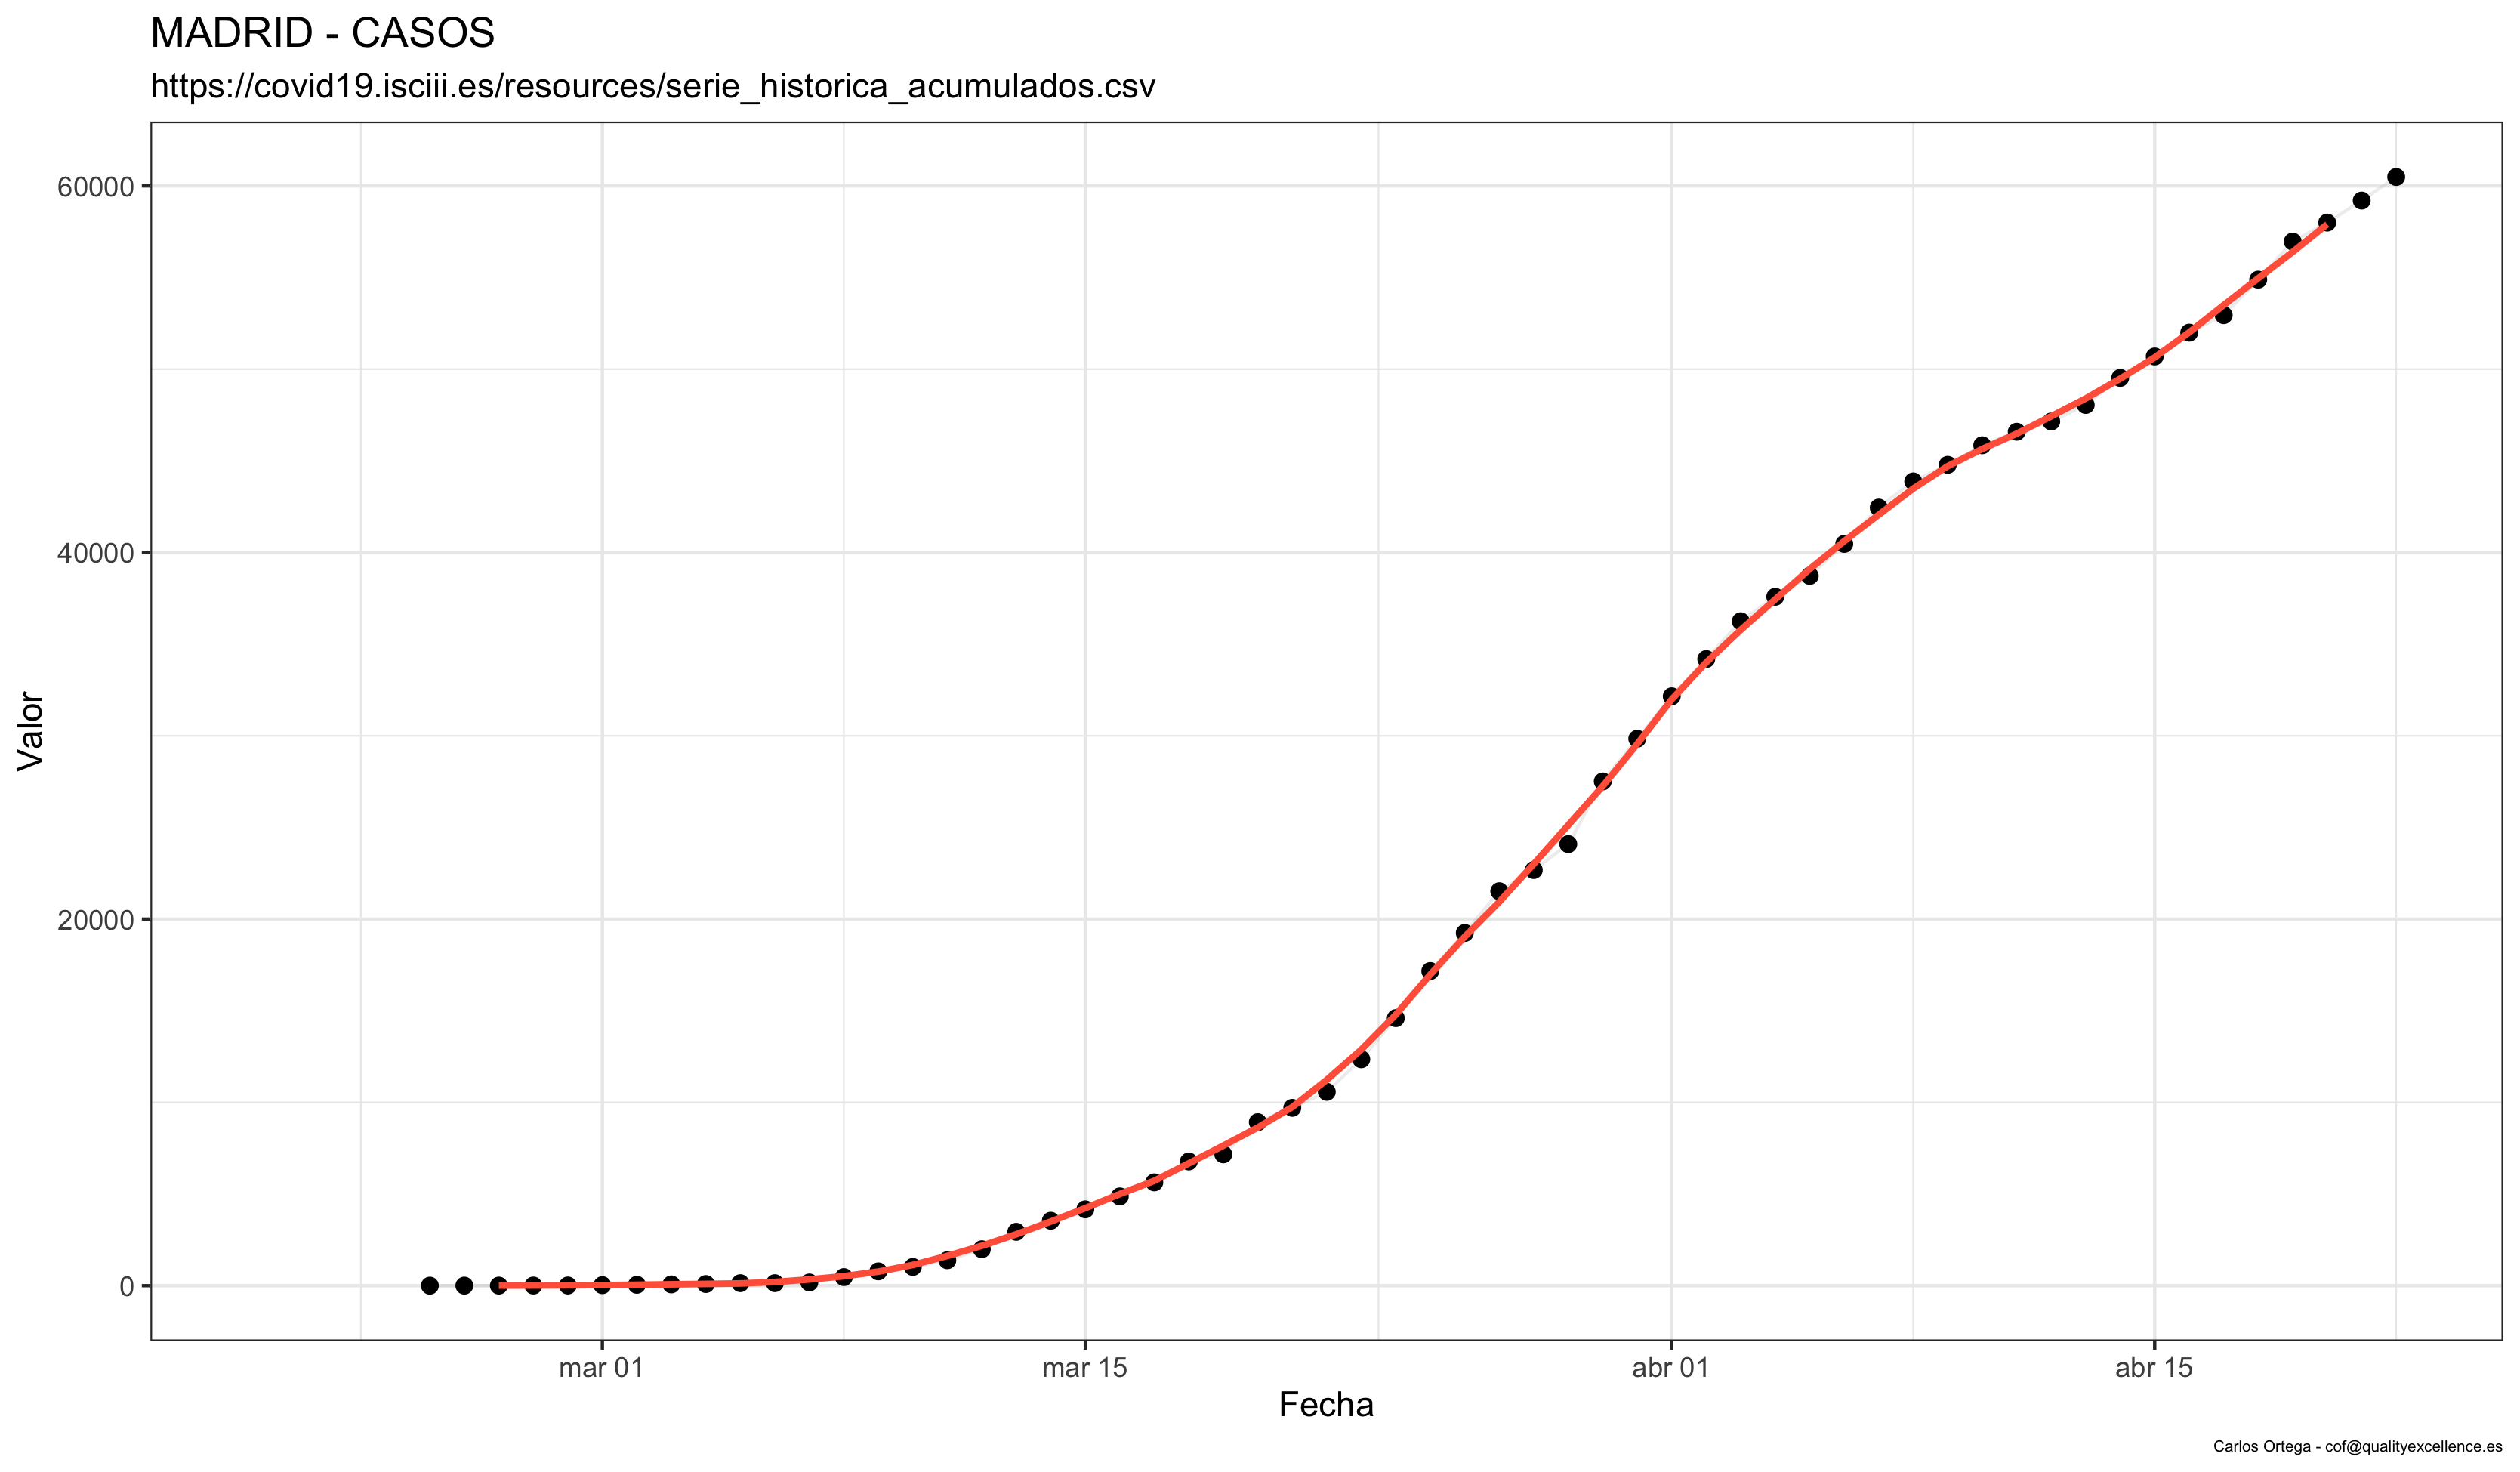 MADRID - CASOS
https://covid19.isciii.es/resources/serie_historica_acumulados.csv
60000
40000
20000
0
Valor
mar 01
mar 15
abr 01
abr 15
Fecha
Carlos Ortega - cof@qualityexcellence.es